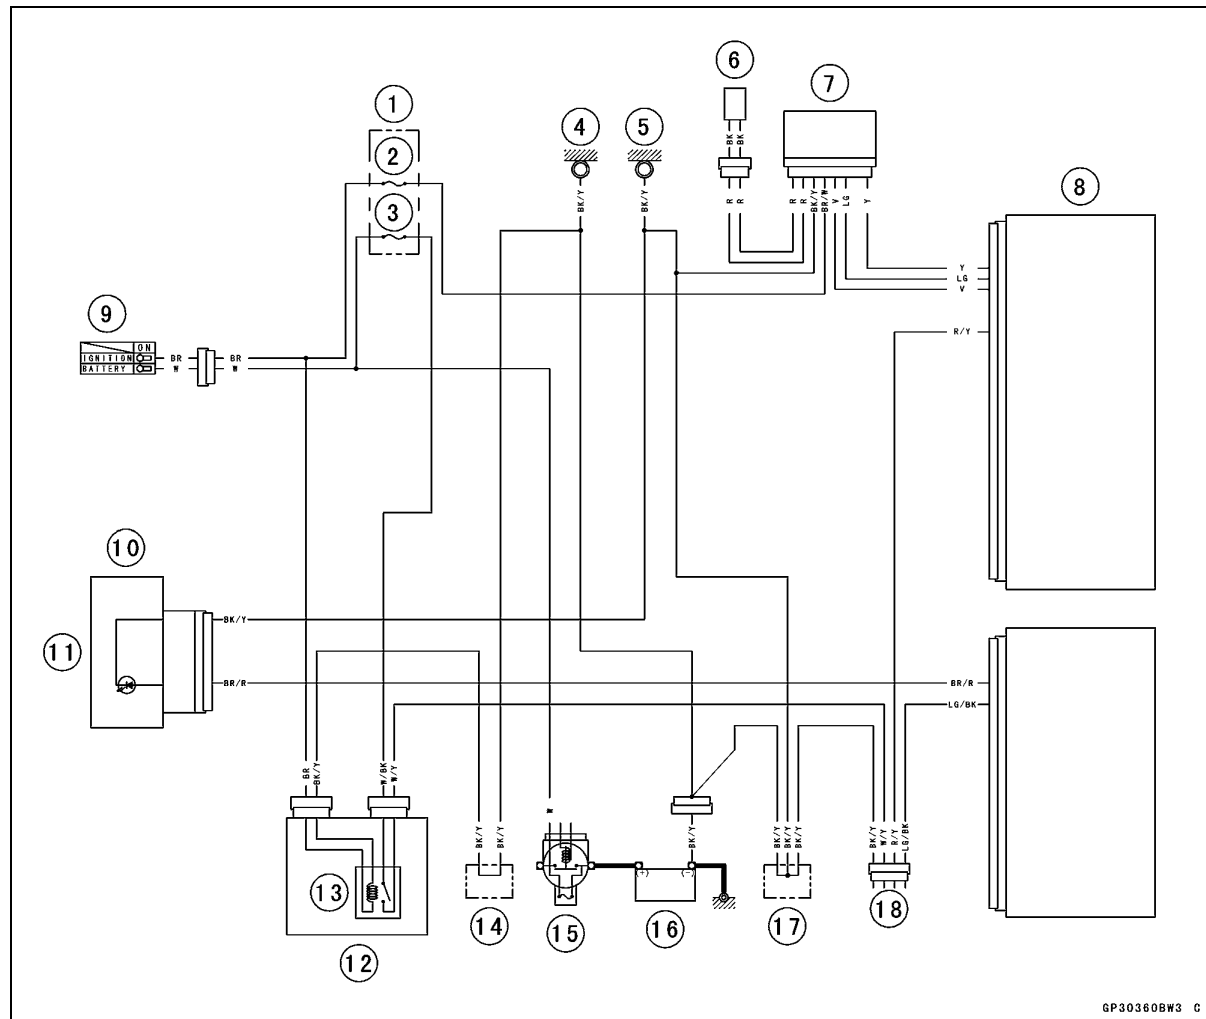 6
7
1
4
5
2
8
3
BK
BK
BK/Y
BK/Y
R
R
R
R
BK/Y
BR/W
V
LG
Y
Y
LG
V
9
R/Y
ON
IGNITION
BATTERY
BR
W
BR
W
10
11
BK/Y
BR/R
BR/R
LG/BK
BR
BK/Y
W/BK
W/Y
W
BK/Y
BK/Y
BK/Y
BK/Y
BK/Y
BK/Y
BK/Y
W/Y
R/Y
LG/BK
(+)
(-)
13
14
15
16
17
18
12
GP30360BW3 C